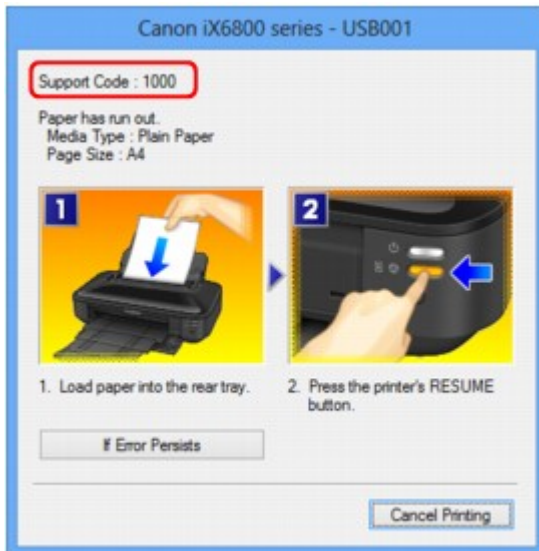 Canon iX6800 series - USB001
Support Code : 1000
Paper has run out.
Media Type : Plain Paper
Page Size : A4
1
2
1. Load paper into the rear tray.
2. Press the printer's RESUME
button.
If Error Persists
Cancel Printing